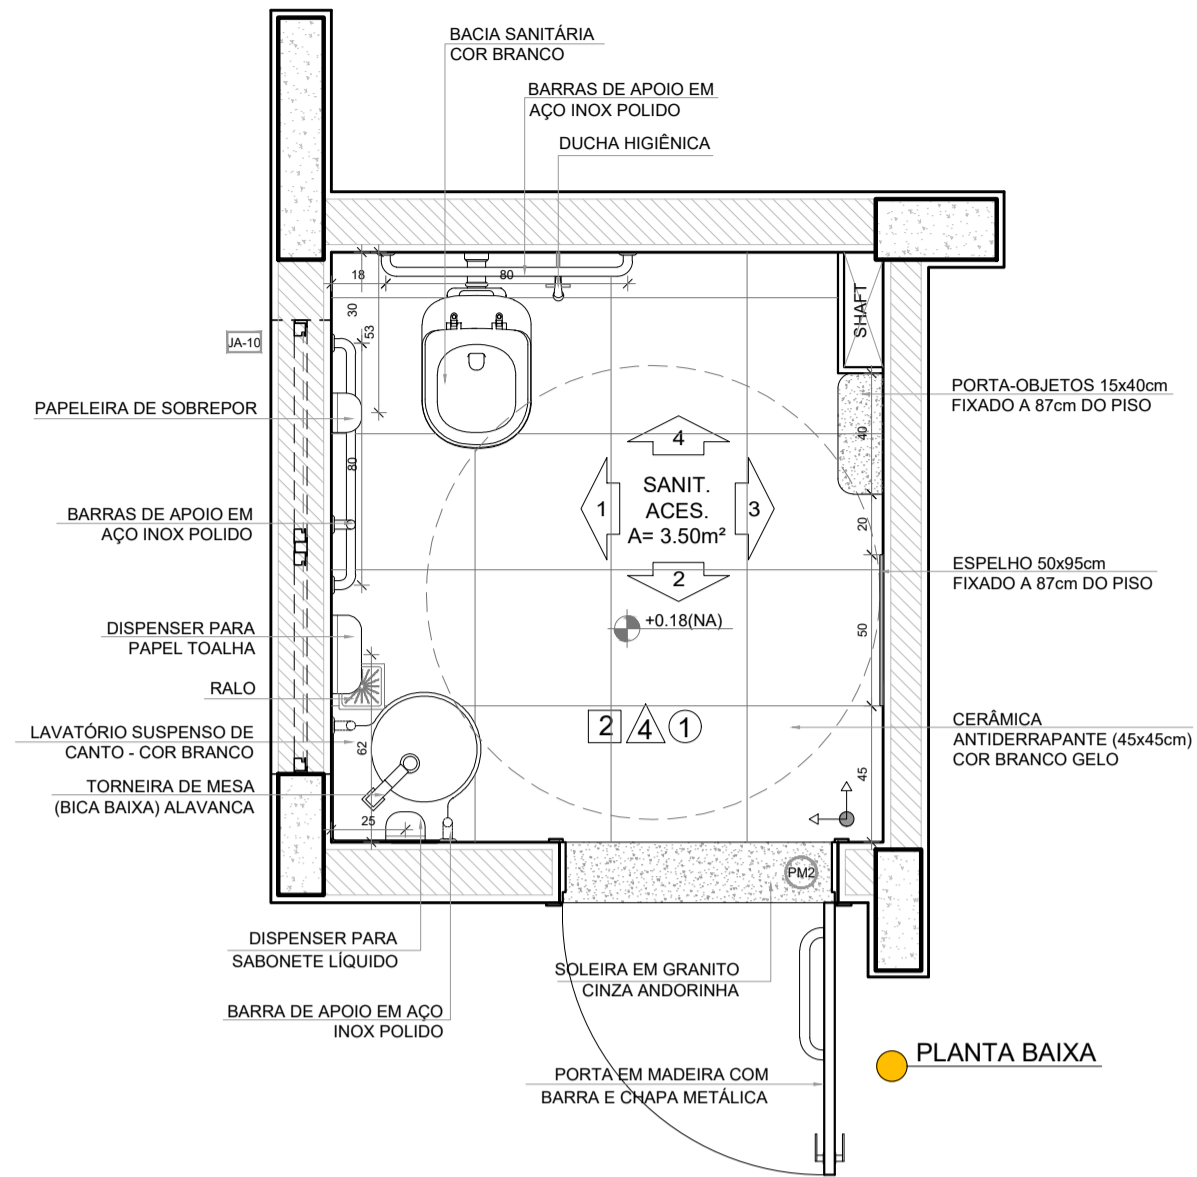 BACIA SANITÁRIA
COR BRANCO
BARRAS DE APOIO EM
AÇO INOX POLIDO
DUCHA HIGIÊNICA
18
80
30
53
SHAFT
JA-10
PAPELEIRA DE SOBREPOR
PORTA-OBJETOS 15x40cm
FIXADO A 87cm DO PISO
40
4
80
SANIT.
ACES.
A= 3.50m²
1
3
2
BARRAS DE APOIO EM
AÇO INOX POLIDO
20
ESPELHO 50x95cm
FIXADO A 87cm DO PISO
+0.18(NA)
50
DISPENSER PARA
PAPEL TOALHA
RALO
2
4
1
LAVATÓRIO SUSPENSO DE
CANTO - COR BRANCO
62
CERÂMICA
ANTIDERRAPANTE (45x45cm)
COR BRANCO GELO
45
TORNEIRA DE MESA
(BICA BAIXA) ALAVANCA
25
PM2
DISPENSER PARA
SABONETE LÍQUIDO
SOLEIRA EM GRANITO
CINZA ANDORINHA
BARRA DE APOIO EM AÇO
INOX POLIDO
PLANTA BAIXA
PORTA EM MADEIRA COM
BARRA E CHAPA METÁLICA